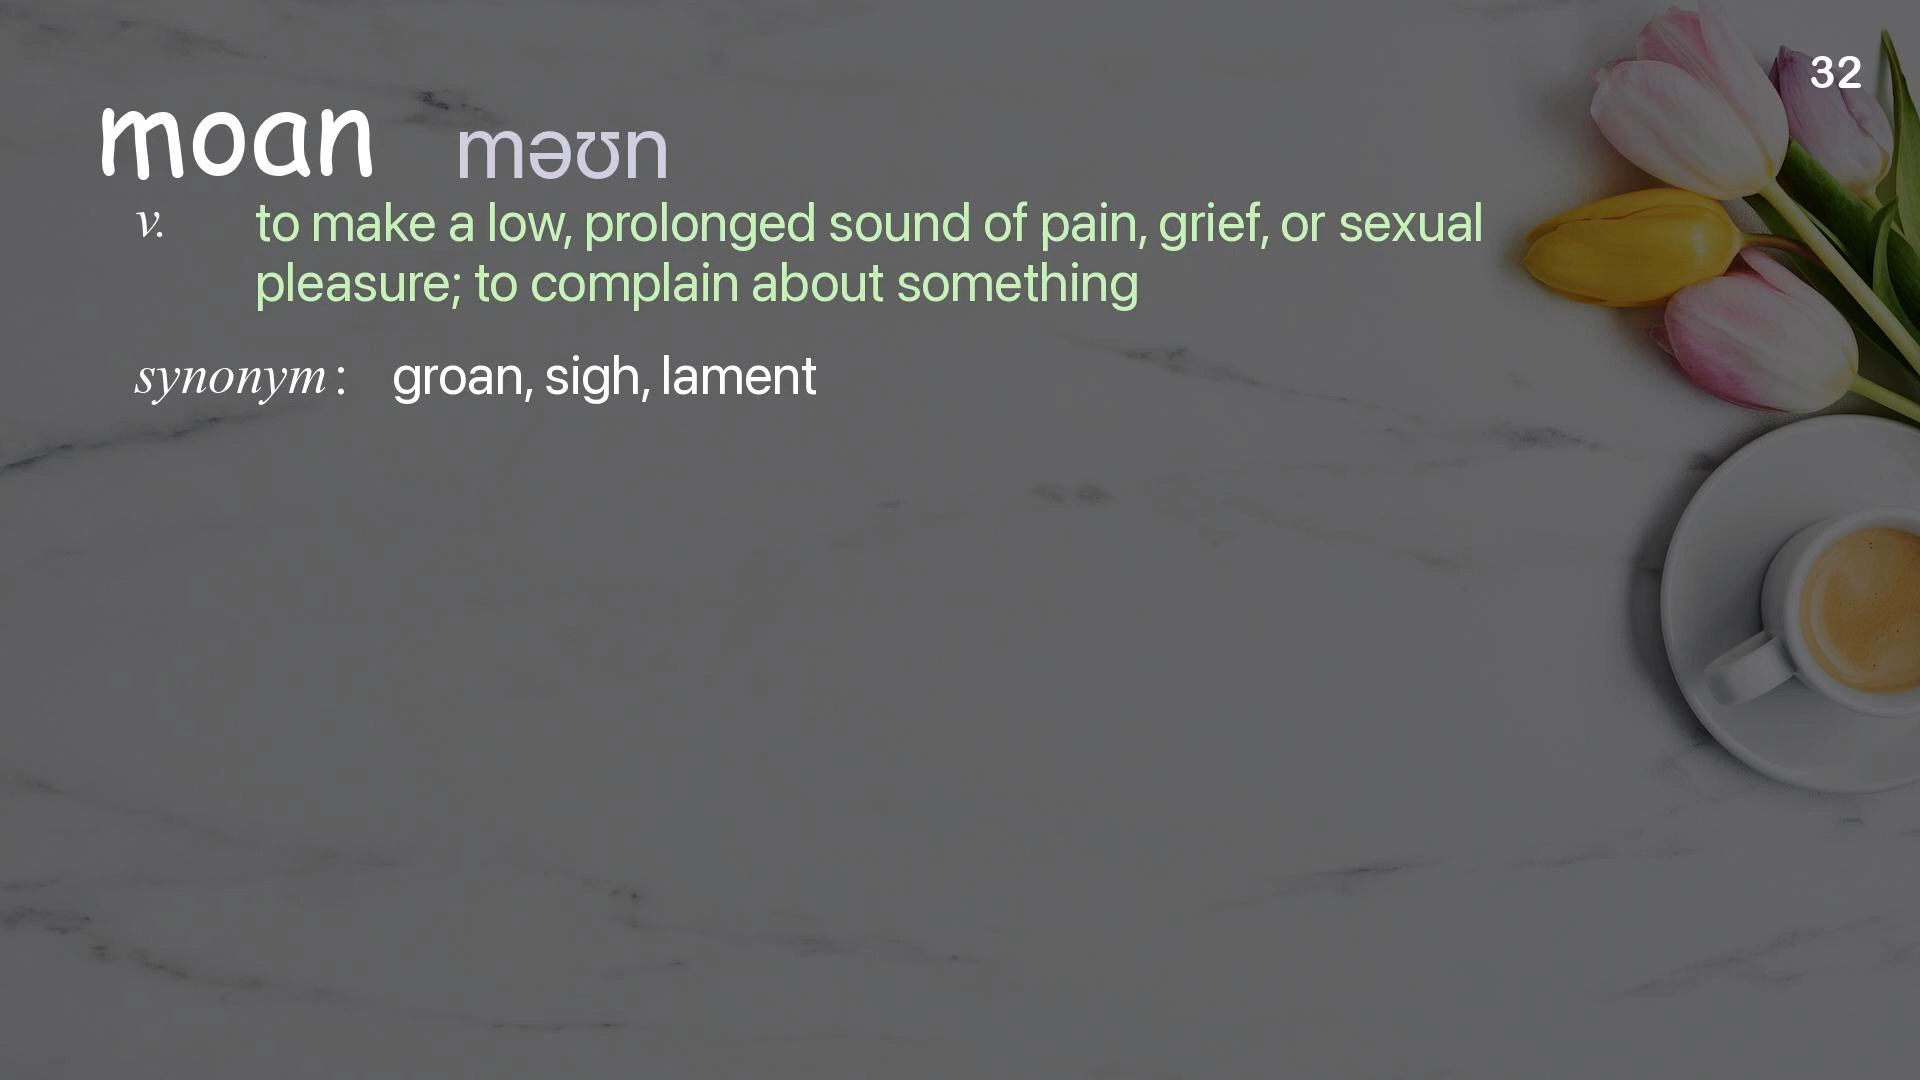 32
moan məʊn
v. to make a low, prolonged sound of pain, grief, or sexual
pleasure; to complain about something
synonym: groan, sigh, lament